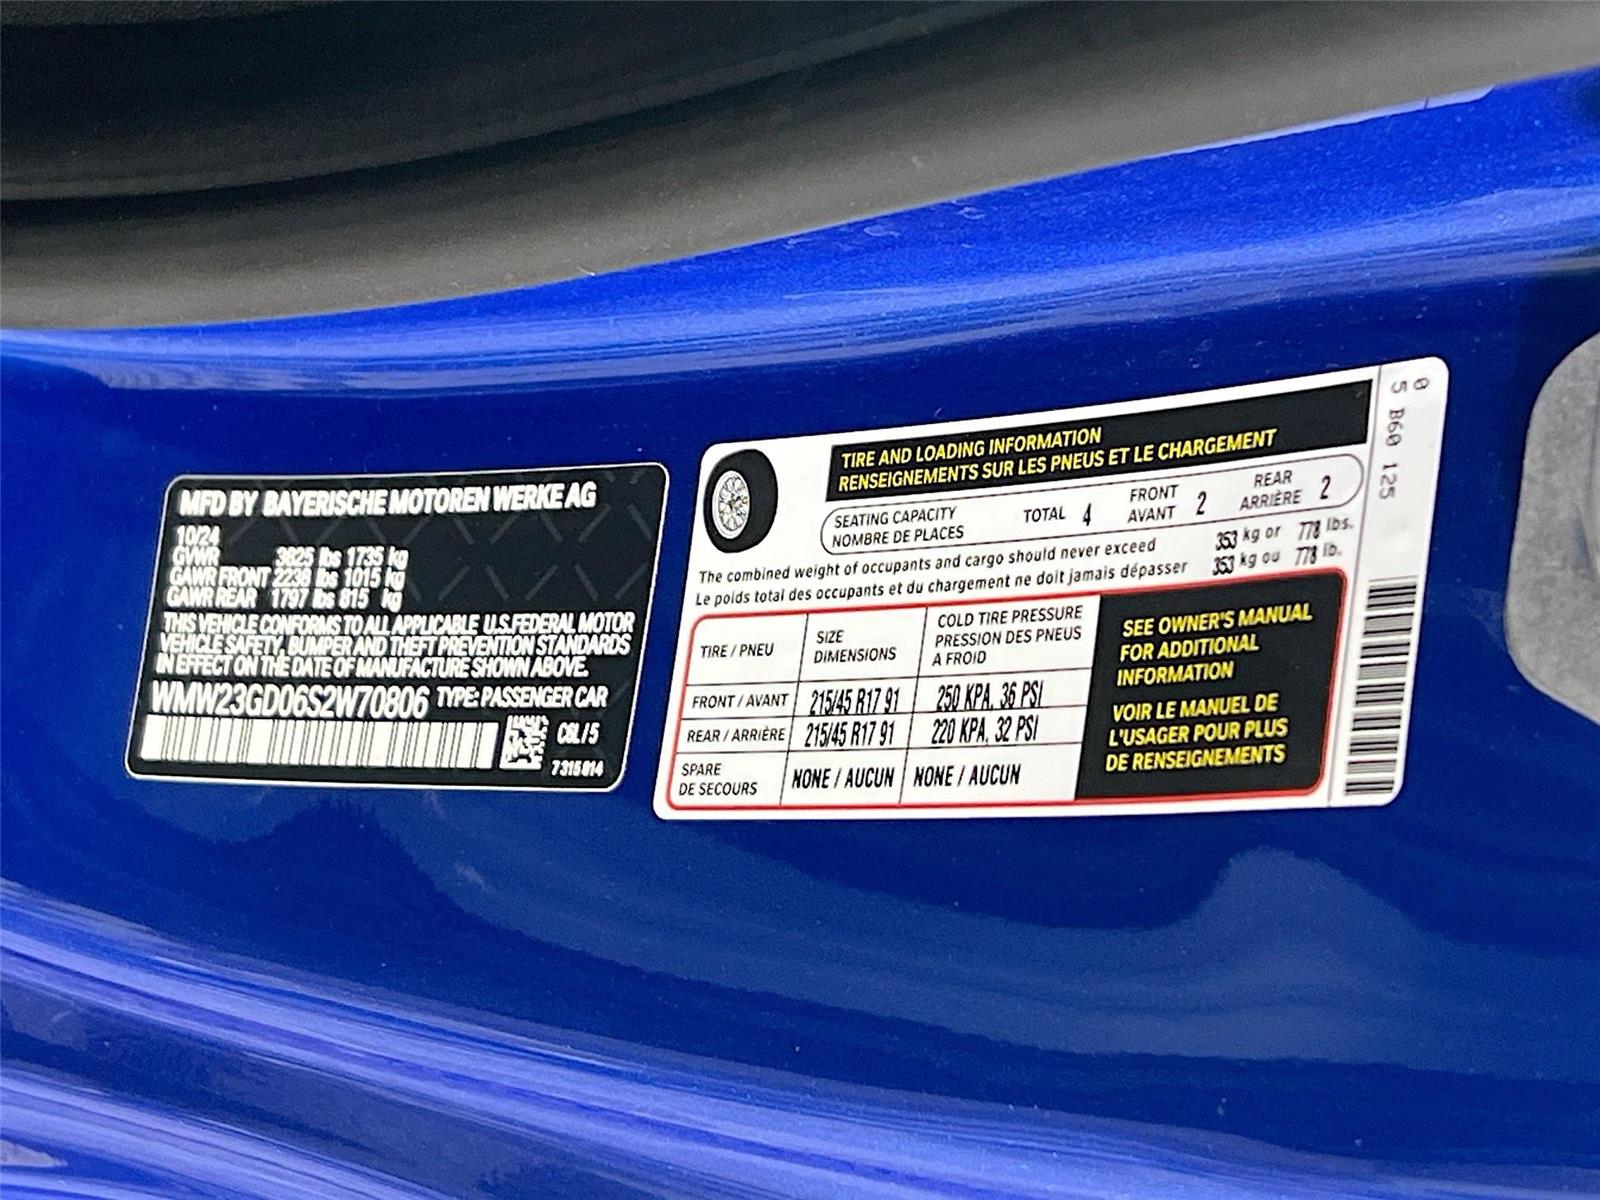 MFD BY BAYERISCHE MOTOREN WERKE AG
10/24
GVWR 3825 lbs 1735 kg
GAWR FRONT 2238 lbs 1015 kg
GAWR REAR 1797 lbs 815 kg
THIS VEHICLE CONFORMS TO ALL APPLICABLE U.S.FEDERAL MOTOR
VEHICLE SAFETY, BUMPER AND THEFT PREVENTION STANDARDS
IN EFFECT ON THE DATE OF MANUFACTURE SHOWN ABOVE.
WMW23GD06S2W70806 TYPE: PASSENGER CAR
C6L / 5
7315814
TIRE AND LOADING INFORMATION
RENSEIGNEMENTS SUR LES PNEUS ET LE CHARGEMENT
SEATING CAPACITY
NOMBRE DE PLACES
TOTAL 4
FRONT
AVANT 2
REAR
ARRIÈRE 2
The combined weight of occupants and cargo should never exceed 353 kg or 778 lbs.
Le poids total des occupants et du chargement ne doit jamais dépasser 353 kg ou 778 lb.
TIRE / PNEU
SIZE
DIMENSIONS
COLD TIRE PRESSURE
PRESSION DES PNEUS
A FROID
FRONT / AVANT 215/45 R17 91 250 KPA, 36 PSI
REAR / ARRIÈRE 215/45 R17 91 220 KPA, 32 PSI
SPARE
DE SECOURS
NONE / AUCUN NONE / AUCUN
SEE OWNER'S MANUAL
FOR ADDITIONAL
INFORMATION
VOIR LE MANUEL DE
L'USAGER POUR PLUS
DE RENSEIGNEMENTS
5 B60 125